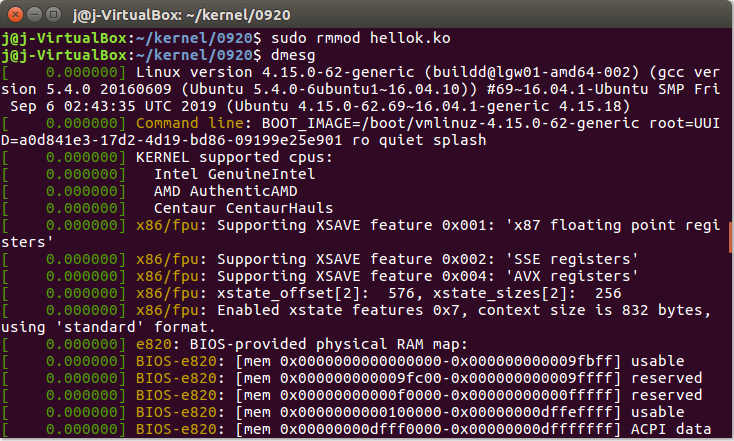 j@j-VirtualBox: ~/kernel/0920
j@j-VirtualBox:~/kernel/0920$ sudo rmmod hellok.ko
j@j-VirtualBox:~/kernel/0920$ dmesg
[    0.000000] Linux version 4.15.0-62-generic (buildd@lgw01-amd64-002) (gcc ver
sion 5.4.0 20160609 (Ubuntu 5.4.0-6ubuntu1~16.04.10)) #69~16.04.1-Ubuntu SMP Fri
 Sep 6 02:43:35 UTC 2019 (Ubuntu 4.15.0-62.69~16.04.1-generic 4.15.18)
[    0.000000] Command line: BOOT_IMAGE=/boot/vmlinuz-4.15.0-62-generic root=UUI
D=a0d841e3-17d2-4d19-bd86-09199e25e901 ro quiet splash
[    0.000000] KERNEL supported cpus:
[    0.000000]   Intel GenuineIntel
[    0.000000]   AMD AuthenticAMD
[    0.000000]   Centaur CentaurHauls
[    0.000000] x86/fpu: Supporting XSAVE feature 0x001: 'x87 floating point regi
sters'
[    0.000000] x86/fpu: Supporting XSAVE feature 0x002: 'SSE registers'
[    0.000000] x86/fpu: Supporting XSAVE feature 0x004: 'AVX registers'
[    0.000000] x86/fpu: xstate_offset[2]:  576, xstate_sizes[2]:  256
[    0.000000] x86/fpu: Enabled xstate features 0x7, context size is 832 bytes,
using 'standard' format.
[    0.000000] e820: BIOS-provided physical RAM map:
[    0.000000] BIOS-e820: [mem 0x0000000000000000-0x000000000009fbff] usable
[    0.000000] BIOS-e820: [mem 0x000000000009fc00-0x000000000009ffff] reserved
[    0.000000] BIOS-e820: [mem 0x00000000000f0000-0x00000000000fffff] reserved
[    0.000000] BIOS-e820: [mem 0x0000000000100000-0x00000000dffeffff] usable
[    0.000000] BIOS-e820: [mem 0x00000000dfff0000-0x00000000dfffffff] ACPI data